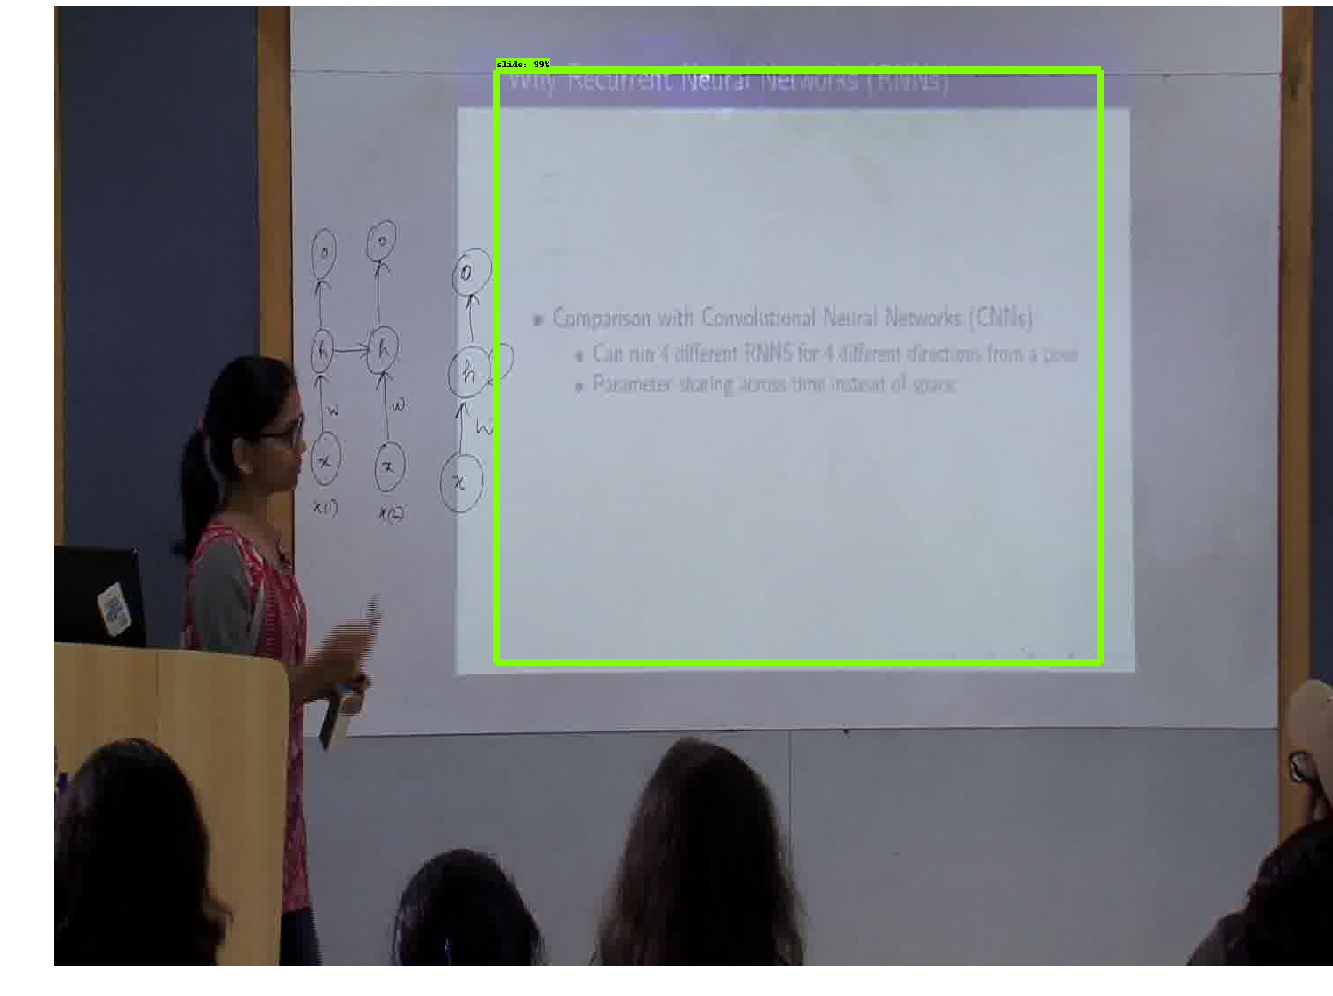 slide: 99%
Why Recurrent Neural Networks (RNNs)
Comparison with Convolutional Neural Networks (CNNs)
Can run 4 different RNNS for 4 different directions from a pixel
Parameter sharing across time instead of space
o o o
h h h
w w w
x x x
x(1) x(2)